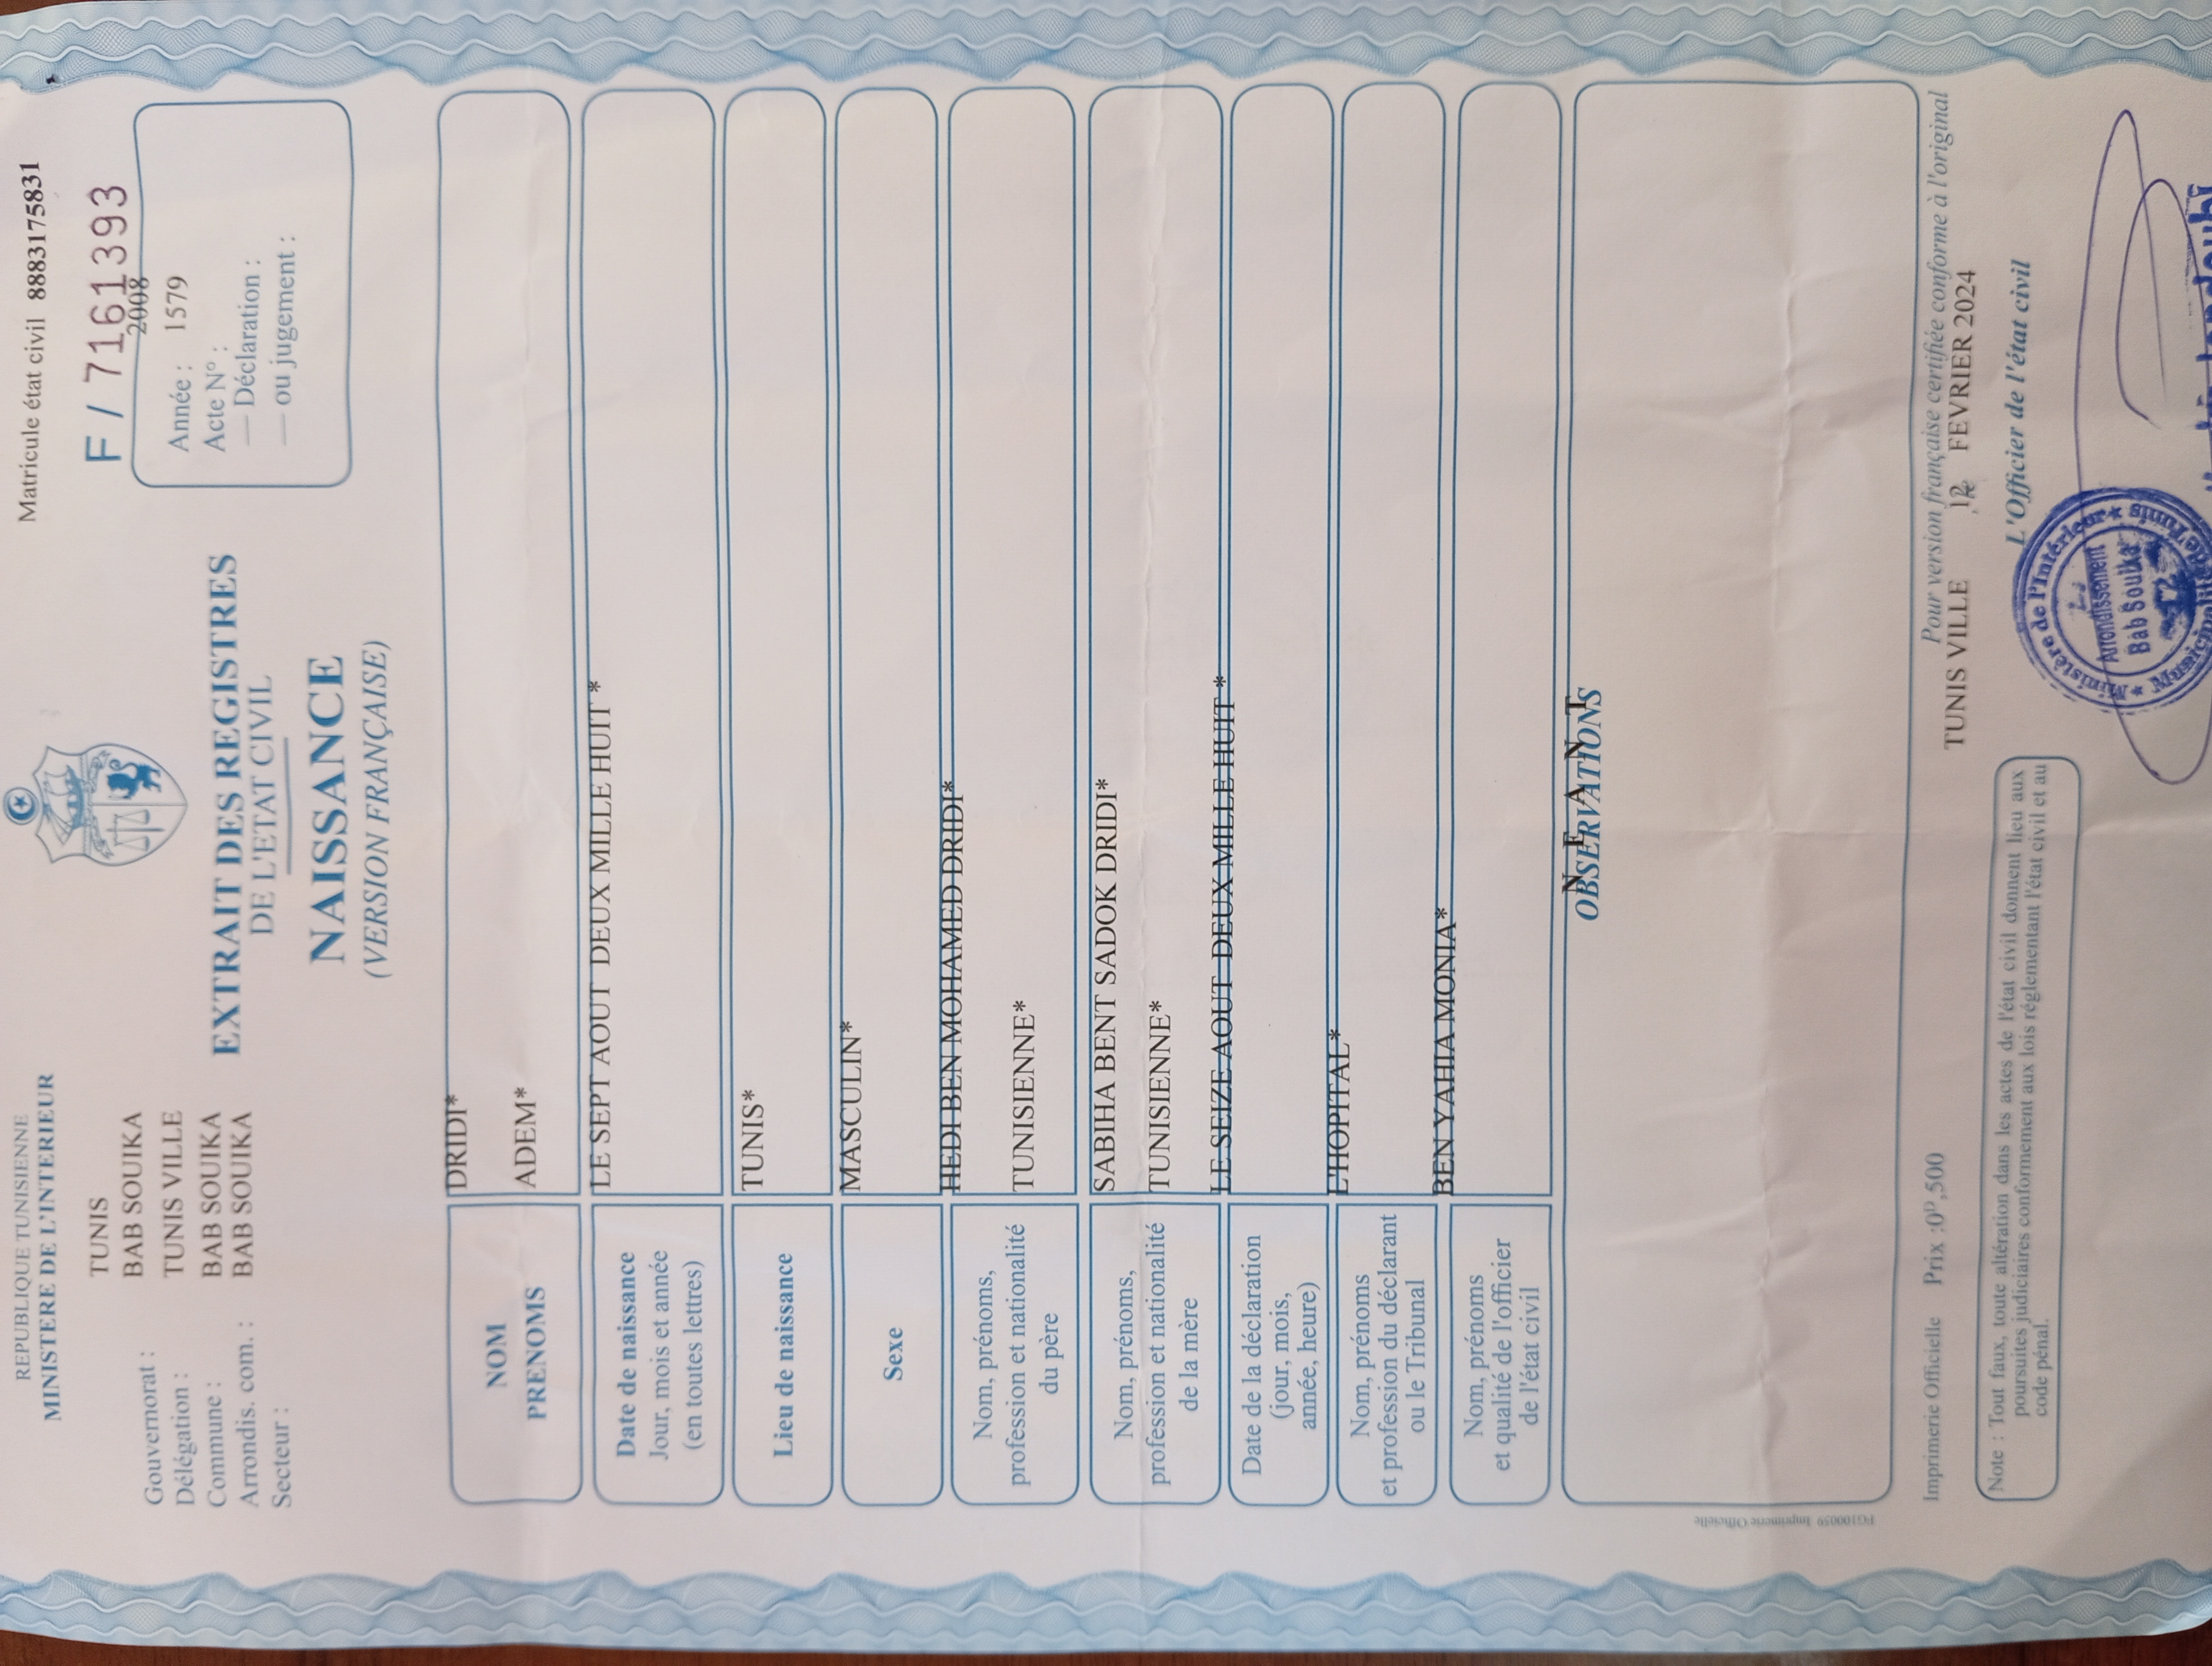 REPUBLIQUE TUNISIENNE
MINISTERE DE L'INTERIEUR
Matricule état civil 8883175831
F / 7161393
Gouvernorat : TUNIS
Délégation : BAB SOUIKA
Commune : TUNIS VILLE
Arrondis. com. : BAB SOUIKA
Secteur : BAB SOUIKA
EXTRAIT DES REGISTRES
DE L'ETAT CIVIL
NAISSANCE
(VERSION FRANÇAISE)
Année : 2008
Acte N° : 1579
— Déclaration :
— ou jugement :
NOM DRIDI*
PRENOMS ADEM*
Date de naissance
Jour, mois et année
(en toutes lettres)
LE SEPT AOUT DEUX MILLE HUIT *
Lieu de naissance
TUNIS*
Sexe
MASCULIN*
Nom, prénoms,
profession et nationalité
du père
HEDI BEN MOHAMED DRIDI*
TUNISIENNE*
Nom, prénoms,
profession et nationalité
de la mère
SABIHA BENT SADOK DRIDI*
TUNISIENNE*
Date de la déclaration
(jour, mois,
année, heure)
LE SEIZE AOUT DEUX MILLE HUIT *
Nom, prénoms
et profession du déclarant
ou le Tribunal
L'HOPITAL*
Nom, prénoms
et qualité de l'officier
de l'état civil
BEN YAHIA MONIA*
OBSERVATIONS
N E A N T
Imprimerie Officielle Prix :0D,500
Pour version française certifiée conforme à l'original
TUNIS VILLE FEVRIER 2024
L'Officier de l'état civil
Note : Tout faux, toute altération dans les actes de l'état civil donnent lieu aux
poursuites judiciaires conformement aux lois réglementant l'état civil et au
code pénal.
FG100059 Imprimerie Officielle
Ministère de l'Intérieur
Arrondissement
Bab Souika